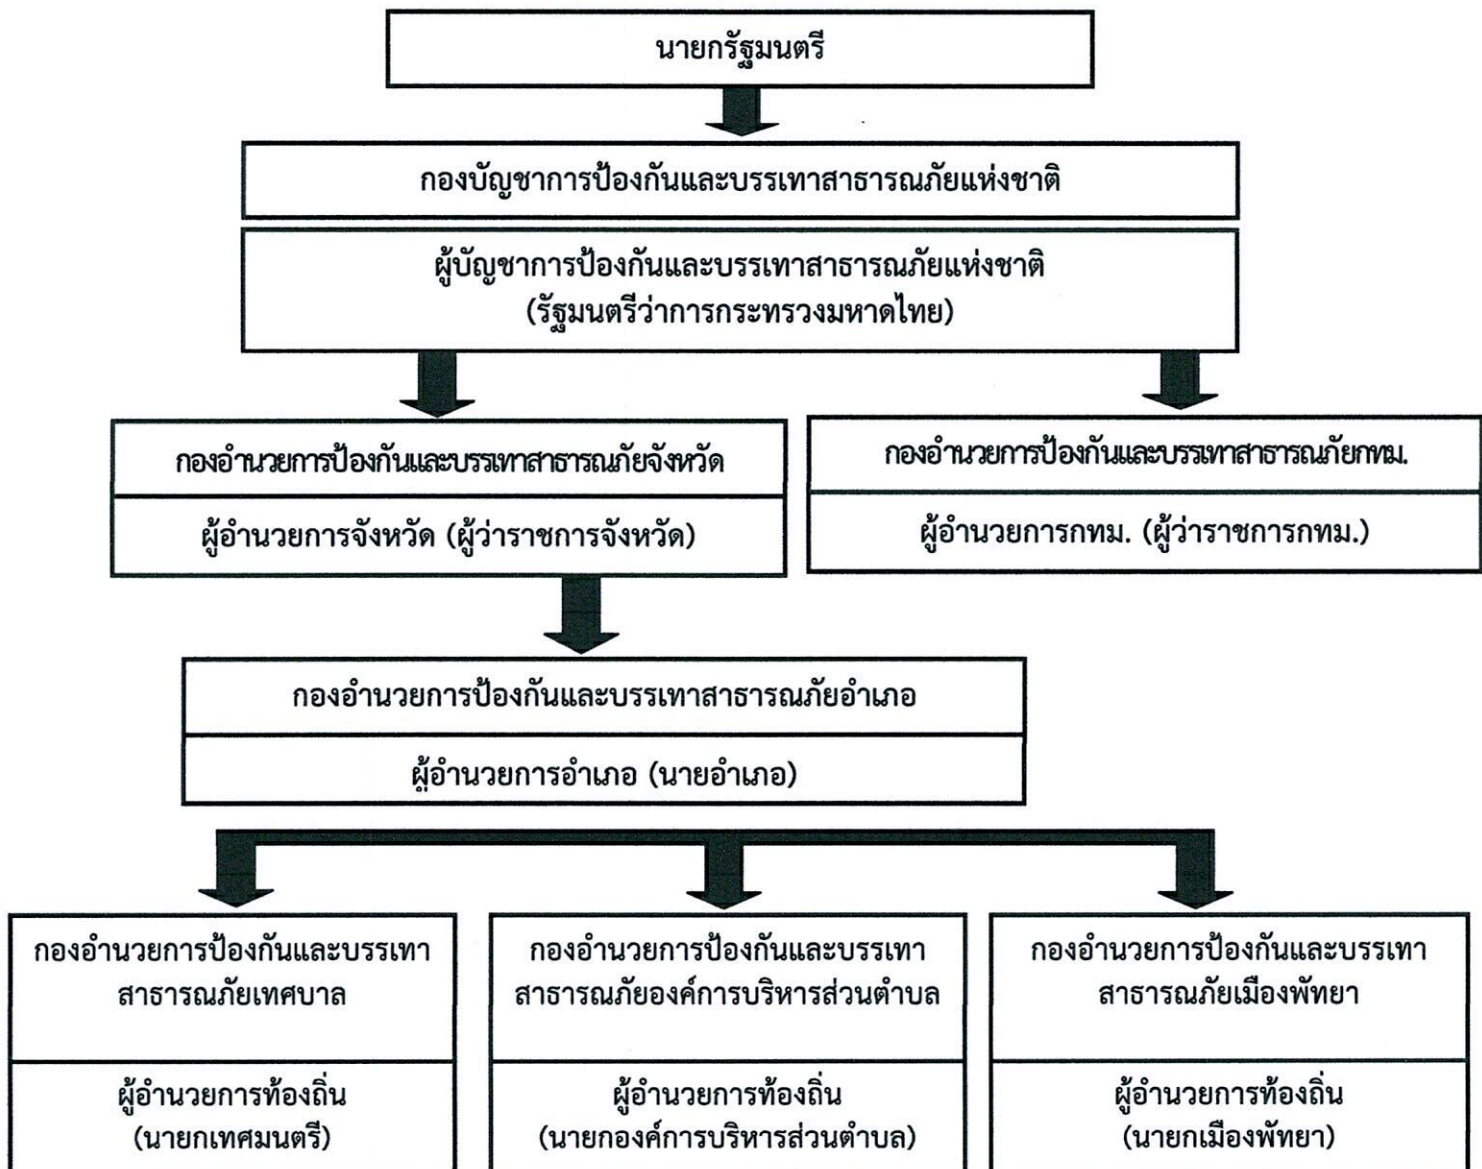 นายกรัฐมนตรี
กองบัญชาการป้องกันและบรรเทาสาธารณภัยแห่งชาติ
ผู้บัญชาการป้องกันและบรรเทาสาธารณภัยแห่งชาติ
(รัฐมนตรีว่าการกระทรวงมหาดไทย)
กองอำนวยการป้องกันและบรรเทาสาธารณภัยจังหวัด
ผู้อำนวยการจังหวัด (ผู้ว่าราชการจังหวัด)
กองอำนวยการป้องกันและบรรเทาสาธารณภัยกทม.
ผู้อำนวยการกทม. (ผู้ว่าราชการกทม.)
กองอำนวยการป้องกันและบรรเทาสาธารณภัยอำเภอ
ผู้อำนวยการอำเภอ (นายอำเภอ)
กองอำนวยการป้องกันและบรรเทา
สาธารณภัยเทศบาล
ผู้อำนวยการท้องถิ่น
(นายกเทศมนตรี)
กองอำนวยการป้องกันและบรรเทา
สาธารณภัยองค์การบริหารส่วนตำบล
ผู้อำนวยการท้องถิ่น
(นายกองค์การบริหารส่วนตำบล)
กองอำนวยการป้องกันและบรรเทา
สาธารณภัยเมืองพัทยา
ผู้อำนวยการท้องถิ่น
(นายกเมืองพัทยา)